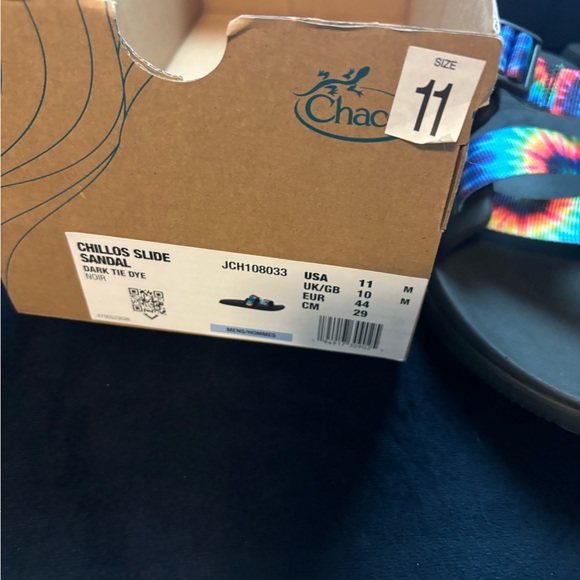 SIZE
11
Chac
CHILLOS SLIDE
SANDAL
DARK TIE DYE
NOIR
JCH108033
USA 11 M
UK/GB 10 M
EUR 44
CM 29
MENS/HOMMES